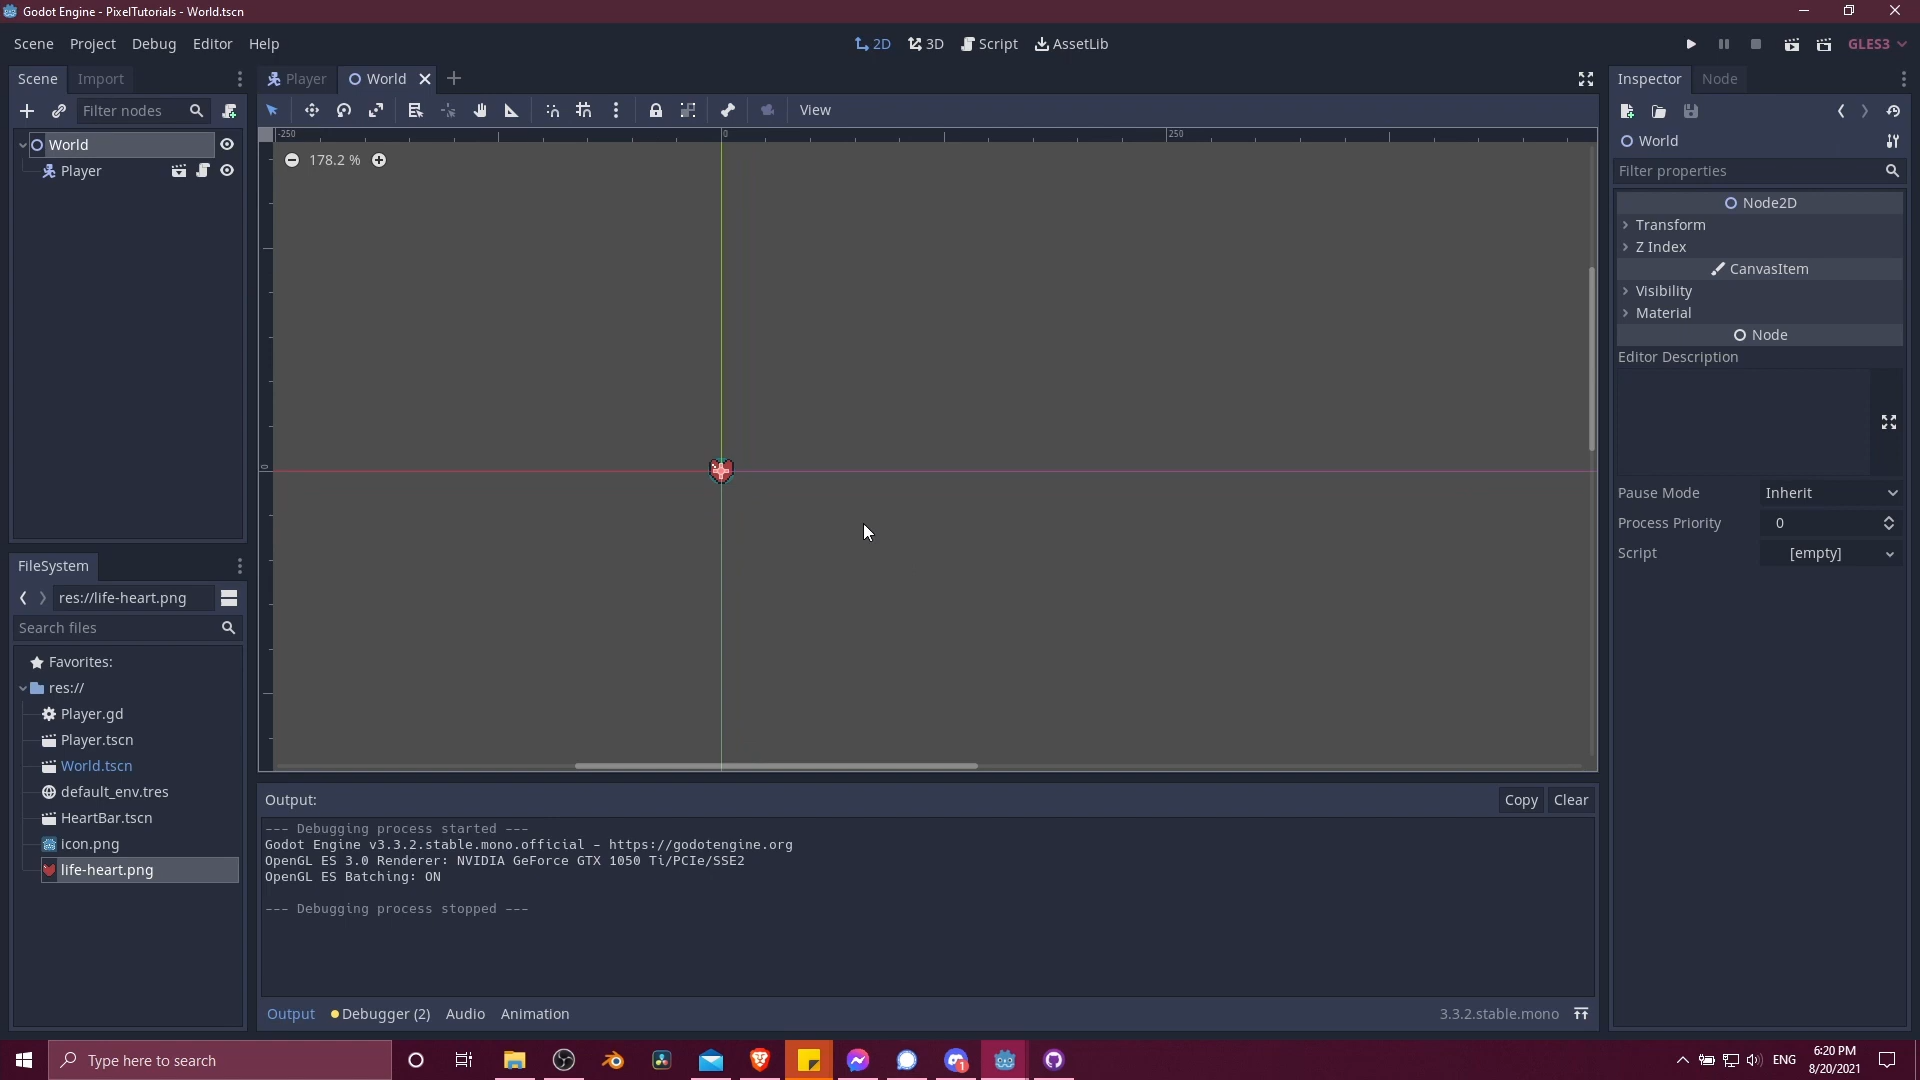 Godot Engine - PixelTutorials - World.tscn
Scene Project Debug Editor Help
2D 3D Script AssetLib
GLES3
Scene Import
Filter nodes
World
Player
Player World
View
-250 0 250
178.2 %
0
Inspector Node
World
Filter properties
Node2D
Transform
Z Index
CanvasItem
Visibility
Material
Node
Editor Description
Pause Mode Inherit
Process Priority 0
Script [empty]
FileSystem
res://life-heart.png
Search files
Favorites:
res://
Player.gd
Player.tscn
World.tscn
default_env.tres
HeartBar.tscn
icon.png
life-heart.png
Output: Copy Clear
--- Debugging process started ---
Godot Engine v3.3.2.stable.mono.official - https://godotengine.org
OpenGL ES 3.0 Renderer: NVIDIA GeForce GTX 1050 Ti/PCIe/SSE2
OpenGL ES Batching: ON
--- Debugging process stopped ---
Output Debugger (2) Audio Animation 3.3.2.stable.mono
Type here to search
1
ENG
6:20 PM
8/20/2021